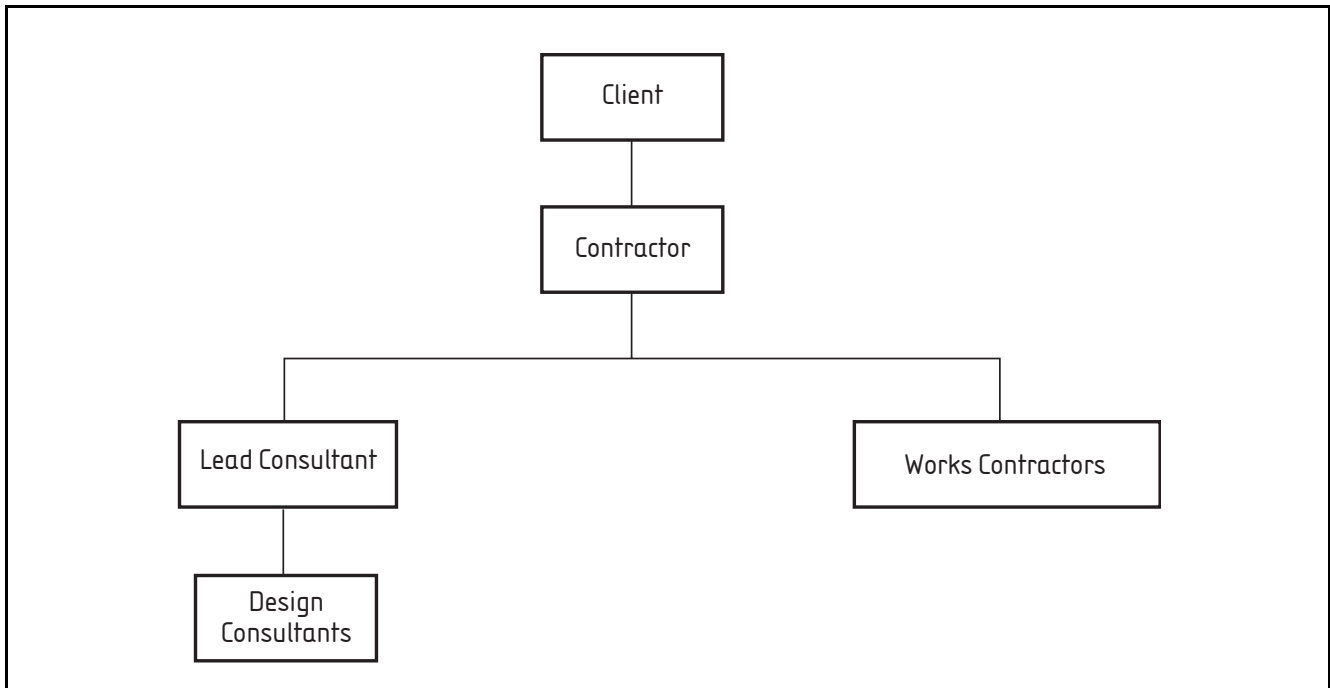 Client
Contractor
Lead Consultant
Works Contractors
Design
Consultants